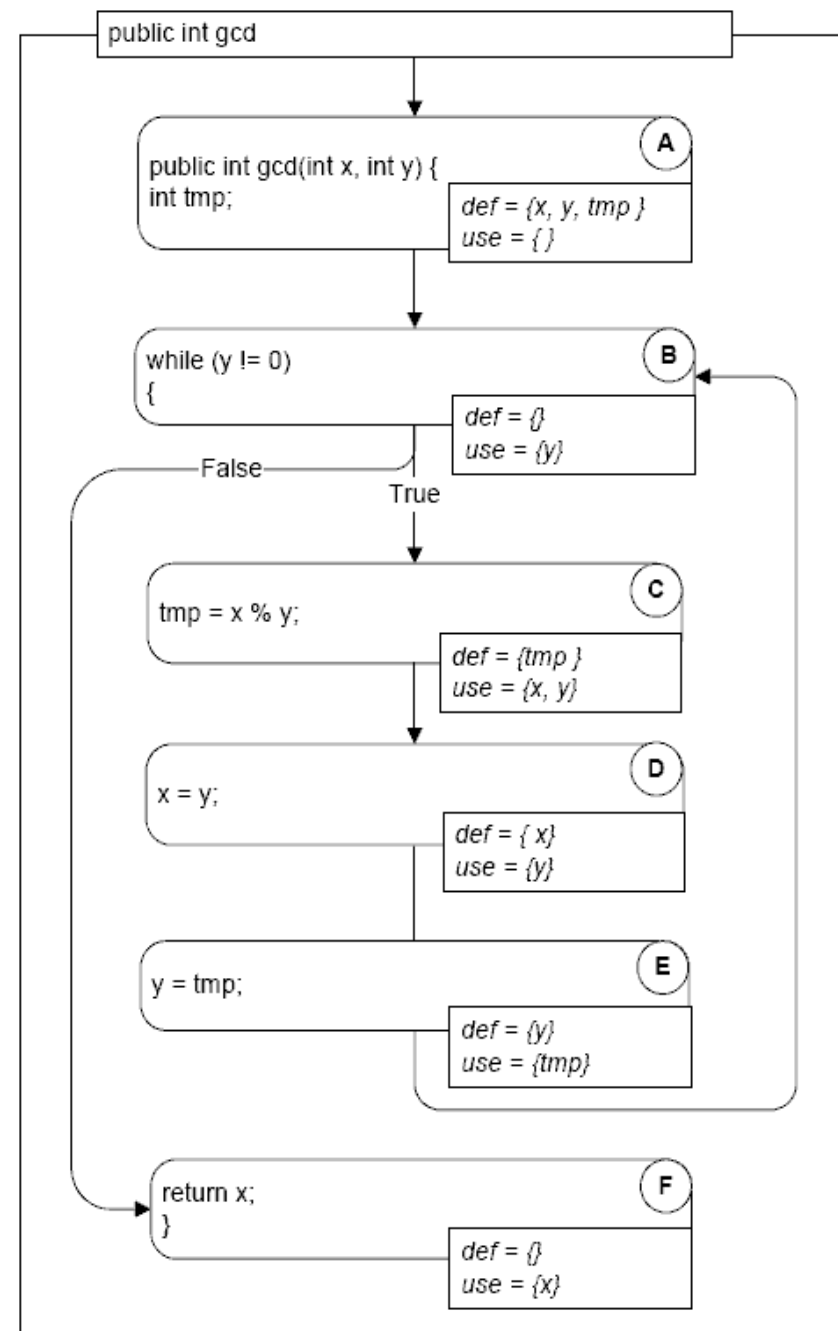 public int gcd
A
public int gcd(int x, int y) {
int tmp;
def = {x, y, tmp }
use = { }
B
while (y != 0)
{
def = {}
use = {y}
False
True
C
tmp = x % y;
def = {tmp }
use = {x, y}
D
x = y;
def = { x}
use = {y}
E
y = tmp;
def = {y}
use = {tmp}
F
return x;
}
def = {}
use = {x}